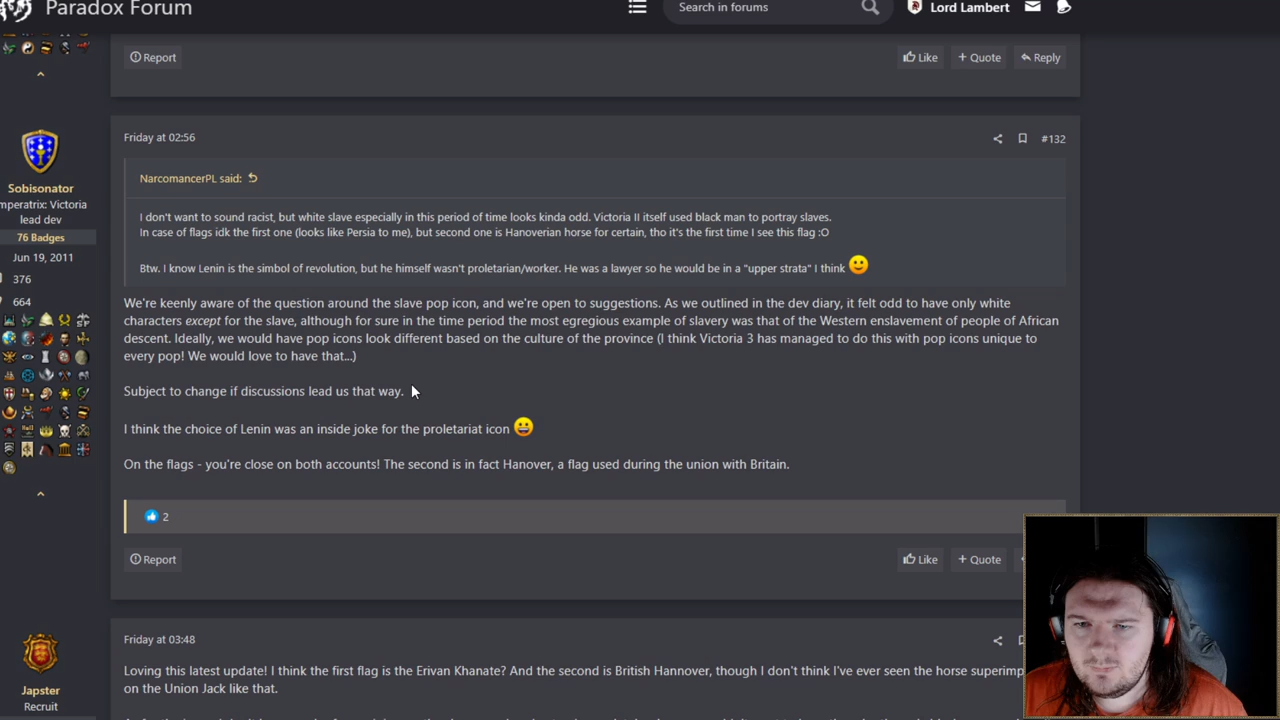 Paradox Forum
Search in forums
Lord Lambert
Report
Like
+ Quote
Reply
Friday at 02:56
#132
Sobisonator
mperatrix: Victoria
lead dev
76 Badges
Jun 19, 2011
376
664
NarcomancerPL said:
I don't want to sound racist, but white slave especially in this period of time looks kinda odd. Victoria II itself used black man to portray slaves.
In case of flags idk the first one (looks like Persia to me), but second one is Hanoverian horse for certain, tho it's the first time I see this flag :O
Btw. I know Lenin is the simbol of revolution, but he himself wasn't proletarian/worker. He was a lawyer so he would be in a "upper strata" I think
We're keenly aware of the question around the slave pop icon, and we're open to suggestions. As we outlined in the dev diary, it felt odd to have only white
characters except for the slave, although for sure in the time period the most egregious example of slavery was that of the Western enslavement of people of African
descent. Ideally, we would have pop icons look different based on the culture of the province (I think Victoria 3 has managed to do this with pop icons unique to
every pop! We would love to have that...)
Subject to change if discussions lead us that way.
I think the choice of Lenin was an inside joke for the proletariat icon
On the flags - you're close on both accounts! The second is in fact Hanover, a flag used during the union with Britain.
2
Report
Like
+ Quote
Friday at 03:48
Japster
Recruit
Loving this latest update! I think the first flag is the Erivan Khanate? And the second is British Hannover, though I don't think I've ever seen the horse superimp
on the Union Jack like that.